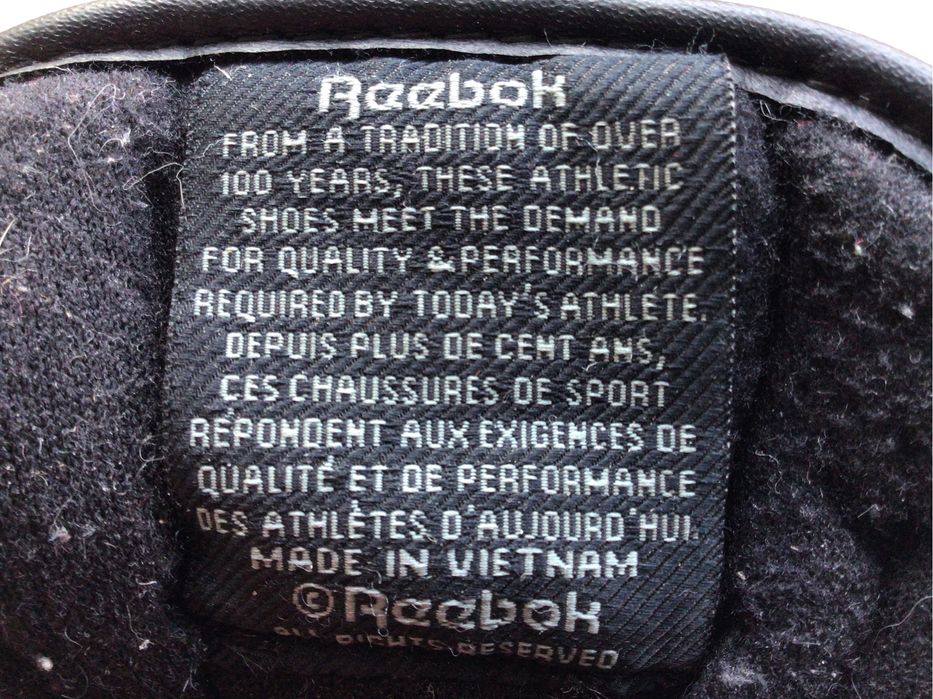 Reebok
FROM A TRADITION OF OVER
100 YEARS, THESE ATHLETIC
SHOES MEET THE DEMAND
FOR QUALITY & PERFORMANCE
REQUIRED BY TODAY'S ATHLETE.
DEPUIS PLUS DE CENT ANS,
CES CHAUSSURES DE SPORT
RÉPONDENT AUX EXIGENCES DE
QUALITÉ ET DE PERFORMANCE
DES ATHLÈTES D'AUJOURD'HUI.
MADE IN VIETNAM
©Reebok
ALL RIGHTS RESERVED